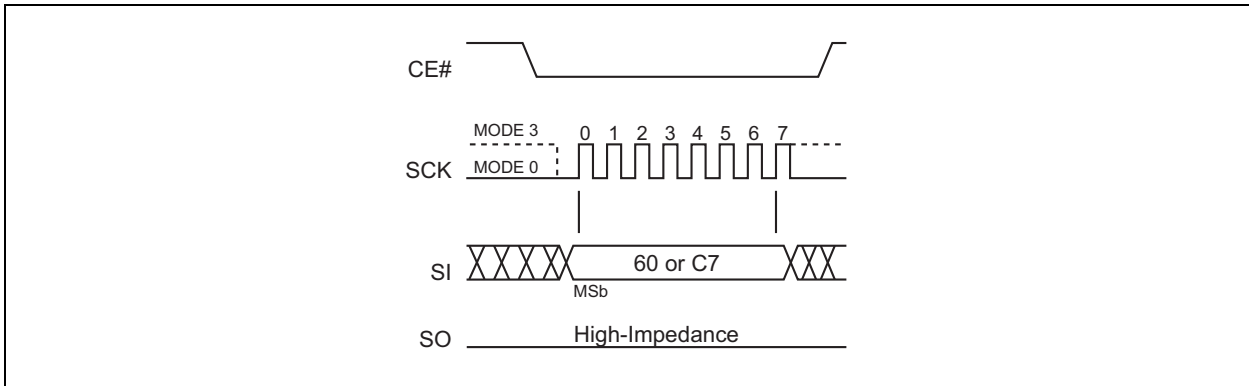 CE#
MODE 3
0 1 2 3 4 5 6 7
SCK
MODE 0
SI
60 or C7
MSb
SO
High-Impedance